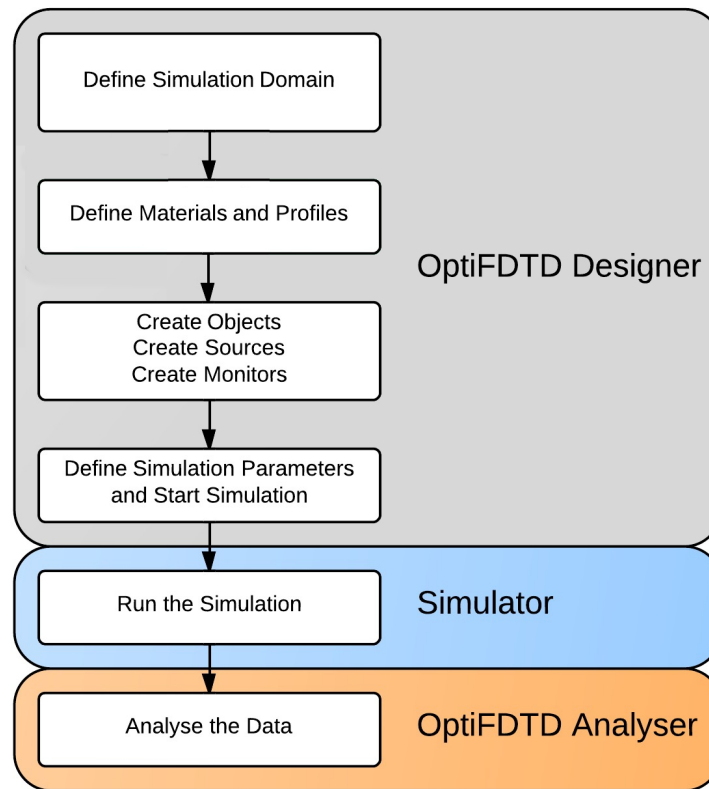 Define Simulation Domain
Define Materials and Profiles
OptiFDTD Designer
Create Objects
Create Sources
Create Monitors
Define Simulation Parameters
and Start Simulation
Run the Simulation
Simulator
Analyse the Data
OptiFDTD Analyser